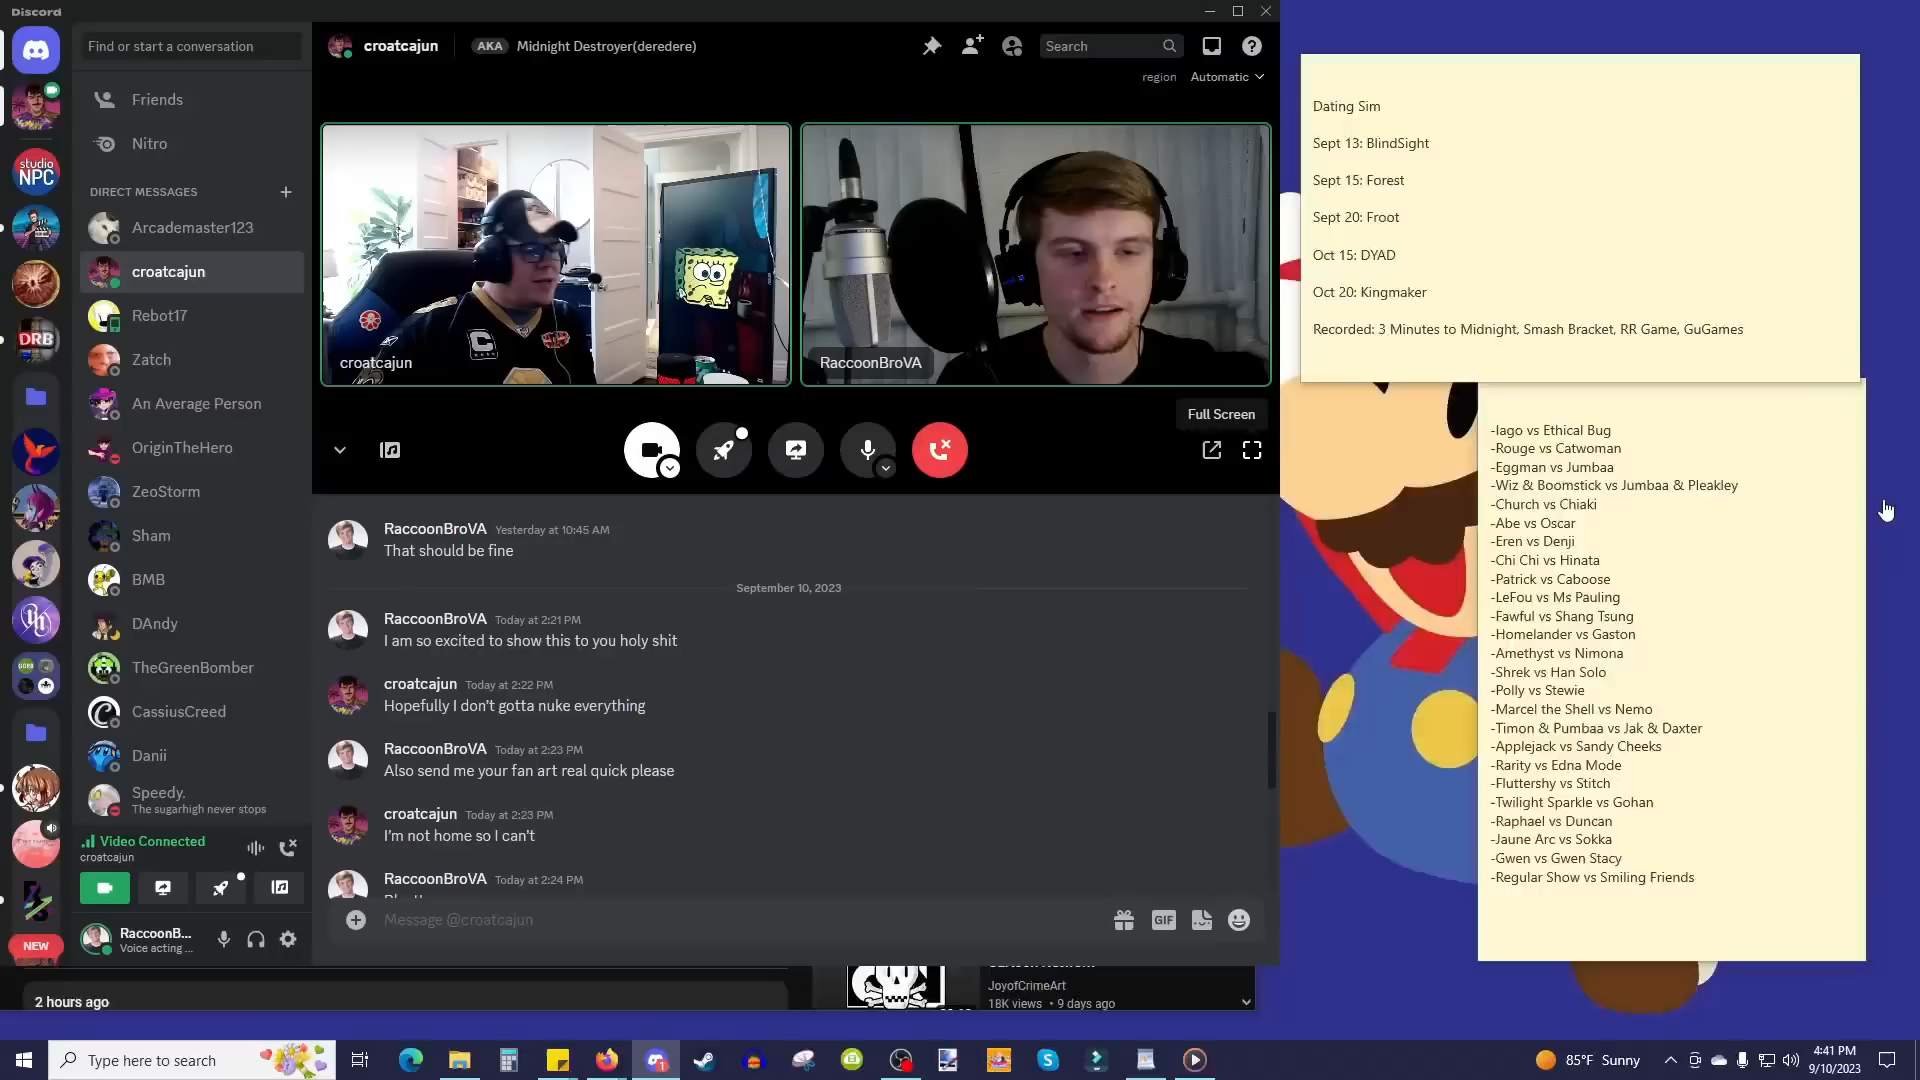 Discord
Find or start a conversation
Friends
Nitro
DIRECT MESSAGES
Arcademaster123
croatcajun
Rebot17
Zatch
An Average Person
OriginTheHero
ZeoStorm
Sham
BMB
DAndy
TheGreenBomber
CassiusCreed
Danii
Speedy.
The sugarhigh never stops
Video Connected
croatcajun
RaccoonB...
Voice acting ...
studio
NPC
DRB
GORB
NEW
croatcajun
AKA
Midnight Destroyer(deredere)
Search
region
Automatic
C
croatcajun
RaccoonBroVA
Full Screen
RaccoonBroVA Yesterday at 10:45 AM
That should be fine
September 10, 2023
RaccoonBroVA Today at 2:21 PM
I am so excited to show this to you holy shit
croatcajun Today at 2:22 PM
Hopefully I don't gotta nuke everything
RaccoonBroVA Today at 2:23 PM
Also send me your fan art real quick please
croatcajun Today at 2:23 PM
I'm not home so I can't
RaccoonBroVA Today at 2:24 PM
Message @croatcajun
GIF
2 hours ago
JoyofCrimeArt
18K views • 9 days ago
Dating Sim
Sept 13: BlindSight
Sept 15: Forest
Sept 20: Froot
Oct 15: DYAD
Oct 20: Kingmaker
Recorded: 3 Minutes to Midnight, Smash Bracket, RR Game, GuGames
-Iago vs Ethical Bug
-Rouge vs Catwoman
-Eggman vs Jumbaa
-Wiz & Boomstick vs Jumbaa & Pleakley
-Church vs Chiaki
-Abe vs Oscar
-Eren vs Denji
-Chi Chi vs Hinata
-Patrick vs Caboose
-LeFou vs Ms Pauling
-Fawful vs Shang Tsung
-Homelander vs Gaston
-Amethyst vs Nimona
-Shrek vs Han Solo
-Polly vs Stewie
-Marcel the Shell vs Nemo
-Timon & Pumbaa vs Jak & Daxter
-Applejack vs Sandy Cheeks
-Rarity vs Edna Mode
-Fluttershy vs Stitch
-Twilight Sparkle vs Gohan
-Raphael vs Duncan
-Jaune Arc vs Sokka
-Gwen vs Gwen Stacy
-Regular Show vs Smiling Friends
Type here to search
1
85°F Sunny
4:41 PM
9/10/2023